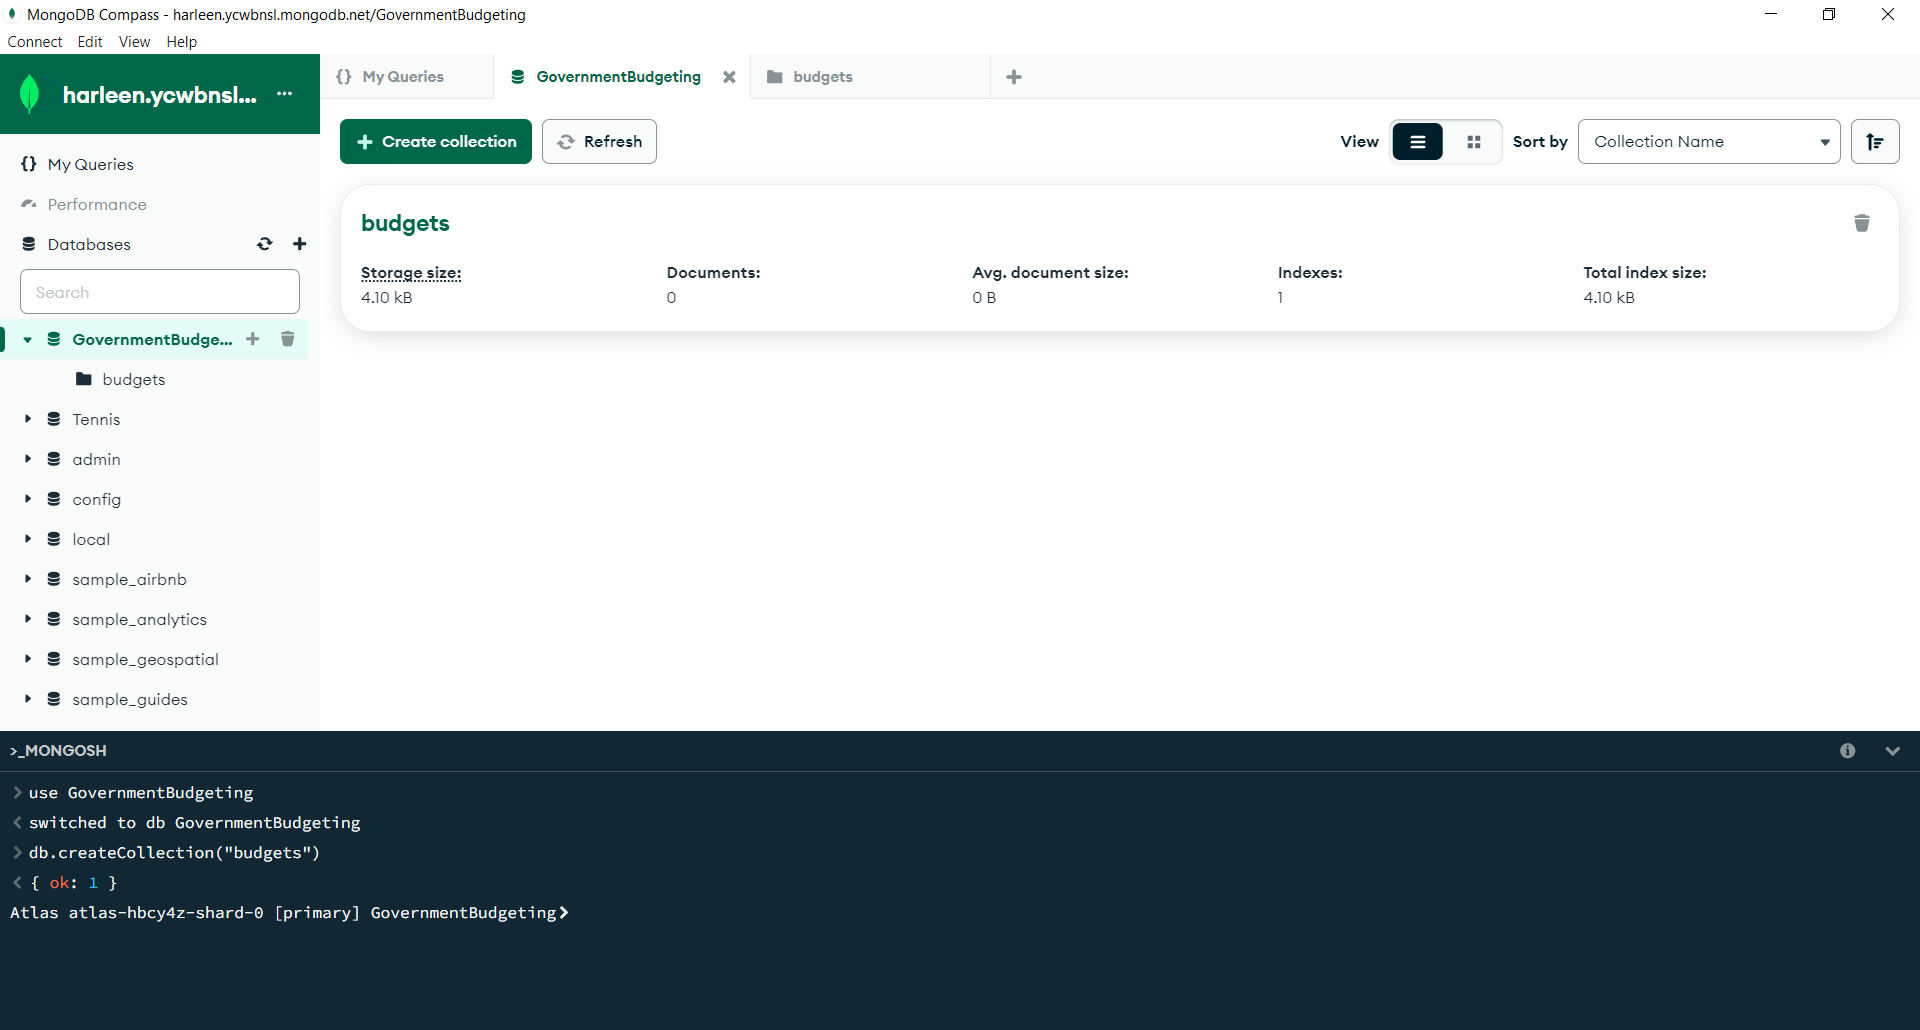 MongoDB Compass - harleen.ycwbnsl.mongodb.net/GovernmentBudgeting
Connect Edit View Help
harleen.ycwbnsl... ...
{} My Queries
GovernmentBudgeting
budgets
My Queries
Performance
Databases
Search
GovernmentBudge...
budgets
Tennis
admin
config
local
sample_airbnb
sample_analytics
sample_geospatial
sample_guides
Create collection
Refresh
View
Sort by
Collection Name
budgets
Storage size: Documents: Avg. document size: Indexes: Total index size:
4.10 kB 0 0 B 1 4.10 kB
>_MONGOSH
> use GovernmentBudgeting
< switched to db GovernmentBudgeting
> db.createCollection("budgets")
< { ok: 1 }
Atlas atlas-hbcy4z-shard-0 [primary] GovernmentBudgeting>